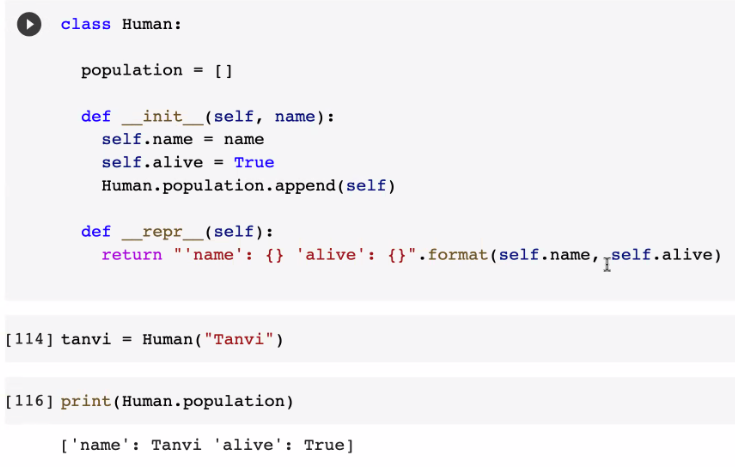 class Human:
population = []
def __init__(self, name):
self.name = name
self.alive = True
Human.population.append(self)
def __repr__(self):
return "'name': {} 'alive': {}".format(self.name, self.alive)
[114] tanvi = Human("Tanvi")
[116] print(Human.population)
['name': Tanvi 'alive': True]